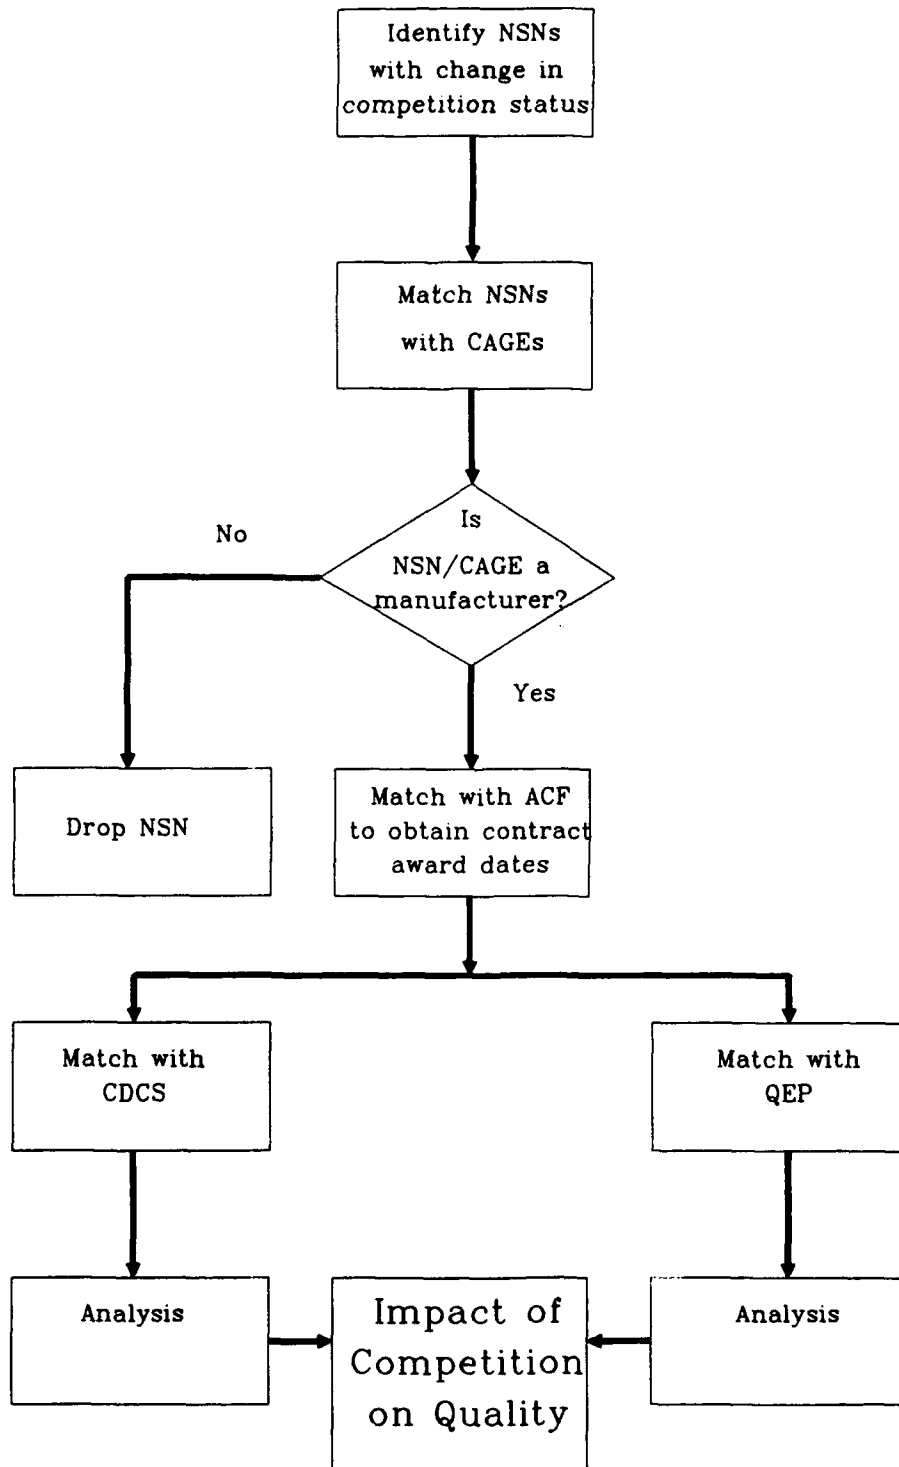 Identify NSNs
with change in
competition status
Match NSNs
with CAGEs
Is
NSN/CAGE a
manufacturer?
No
Yes
Drop NSN
Match with ACF
to obtain contract
award dates
Match with
CDCS
Match with
QEP
Analysis
Impact of
Competition
on Quality
Analysis